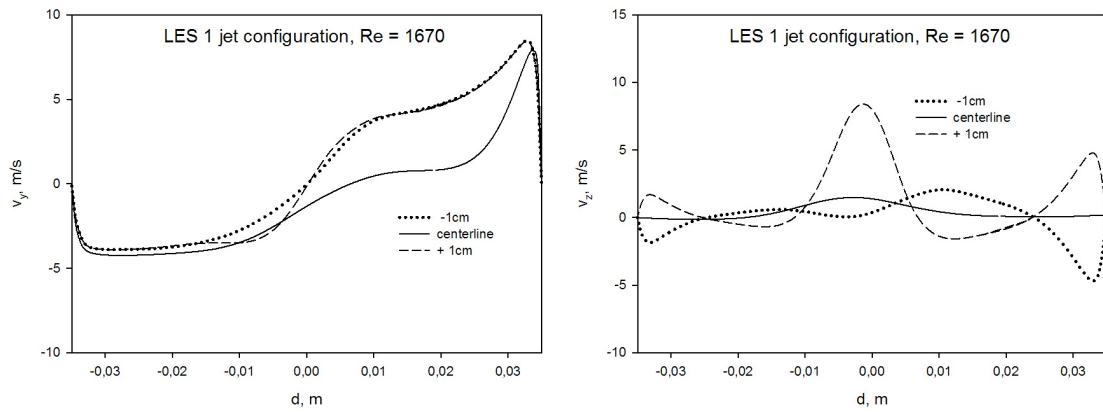 LES 1 jet configuration, Re = 1670
10
5
0
-5
-10
v_y, m/s
-1cm
centerline
+ 1cm
-0,03
-0,02
-0,01
0,00
0,01
0,02
0,03
d, m
LES 1 jet configuration, Re = 1670
15
10
5
0
-5
-10
v_z, m/s
-1cm
centerline
+ 1cm
-0,03
-0,02
-0,01
0,00
0,01
0,02
0,03
d, m